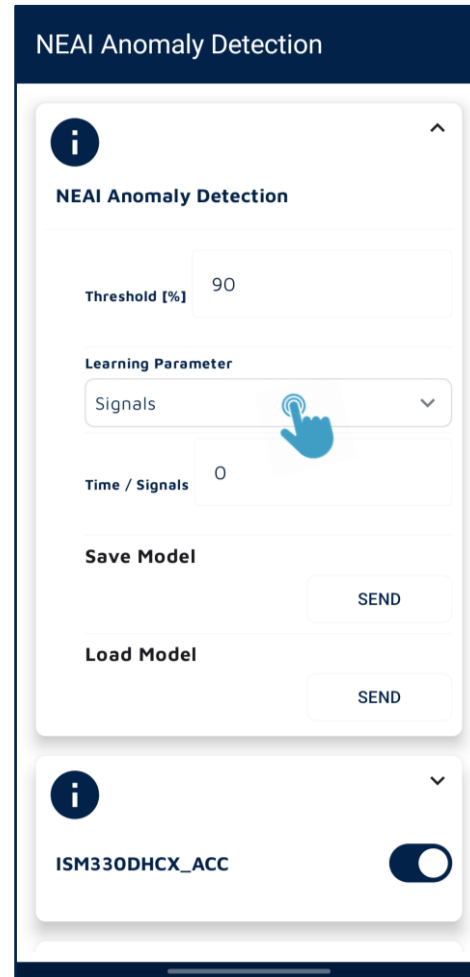 NEAI Anomaly Detection
NEAI Anomaly Detection
Threshold [%]
90
Learning Parameter
Signals
Time / Signals
0
Save Model
SEND
Load Model
SEND
ISM330DHCX_ACC